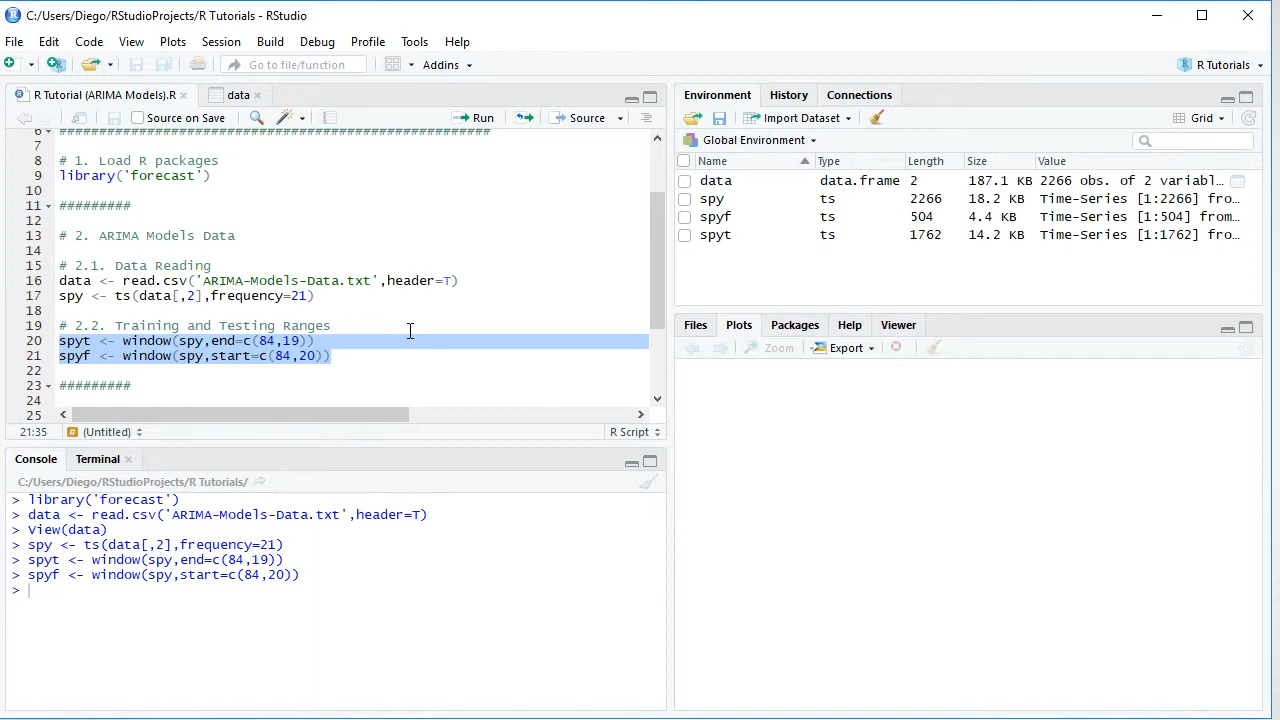 C:/Users/Diego/RStudioProjects/R Tutorials - RStudio
File Edit Code View Plots Session Build Debug Profile Tools Help
Go to file/function Addins R Tutorials
R Tutorial (ARIMA Models).R data
Source on Save Run Source
6 ######################################################
7
8 # 1. Load R packages
9 library('forecast')
10
11 #########
12
13 # 2. ARIMA Models Data
14
15 # 2.1. Data Reading
16 data <- read.csv('ARIMA-Models-Data.txt',header=T)
17 spy <- ts(data[,2],frequency=21)
18
19 # 2.2. Training and Testing Ranges
20 spyt <- window(spy,end=c(84,19))
21 spyf <- window(spy,start=c(84,20))
22
23 #########
24
25
21:35 # (Untitled) R Script
Console Terminal
C:/Users/Diego/RStudioProjects/R Tutorials/
> library('forecast')
> data <- read.csv('ARIMA-Models-Data.txt',header=T)
> View(data)
> spy <- ts(data[,2],frequency=21)
> spyt <- window(spy,end=c(84,19))
> spyf <- window(spy,start=c(84,20))
>
Environment History Connections
Import Dataset Grid
Global Environment
Name Type Length Size Value
data data.frame 2 187.1 KB 2266 obs. of 2 variabl…
spy ts 2266 18.2 KB Time-Series [1:2266] fro…
spyf ts 504 4.4 KB Time-Series [1:504] from…
spyt ts 1762 14.2 KB Time-Series [1:1762] fro…
Files Plots Packages Help Viewer
Zoom Export